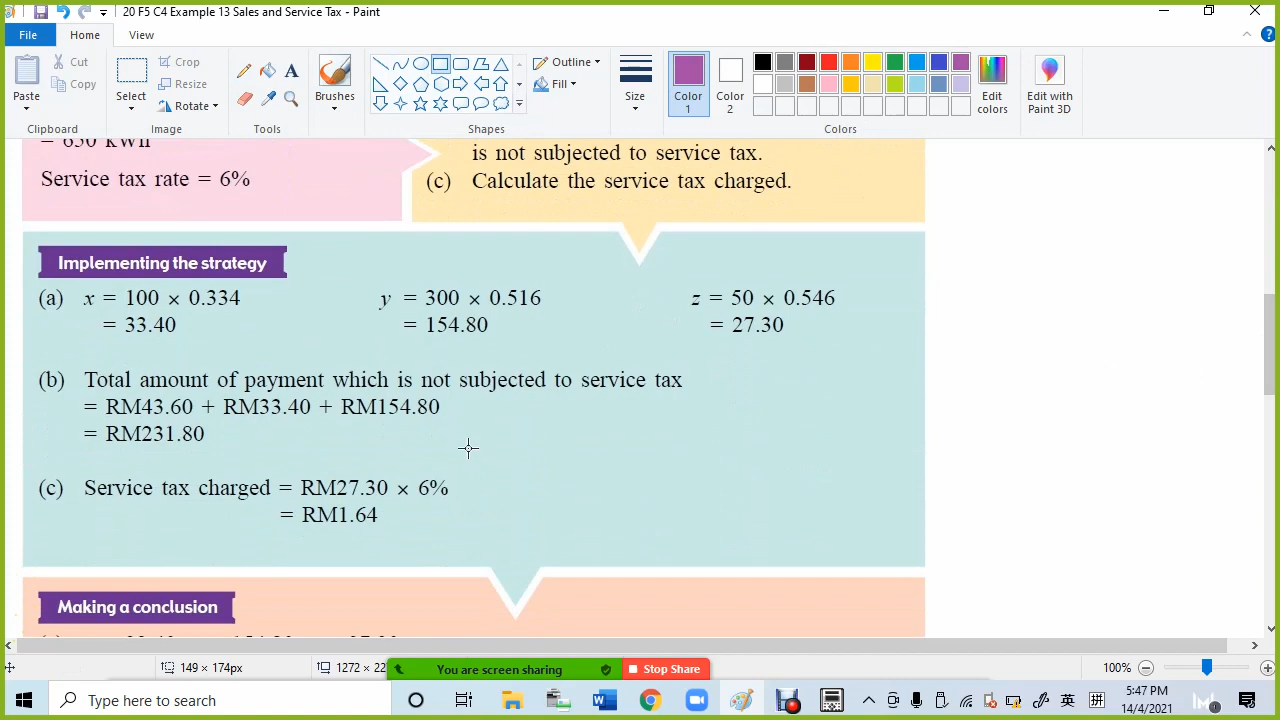 20 F5 C4 Example 13 Sales and Service Tax - Paint
File Home View
Paste
Cut
Copy
Clipboard
Select
Crop
Resize
Rotate
Image
A
Tools
Brushes
Outline
Fill
Shapes
Size
Color 1
Color 2
Edit colors
Colors
Edit with Paint 3D
= 650 kWh
Service tax rate = 6%
is not subjected to service tax.
(c) Calculate the service tax charged.
Implementing the strategy
(a) x = 100 × 0.334 y = 300 × 0.516 z = 50 × 0.546
= 33.40 = 154.80 = 27.30
(b) Total amount of payment which is not subjected to service tax
= RM43.60 + RM33.40 + RM154.80
= RM231.80
(c) Service tax charged = RM27.30 × 6%
= RM1.64
Making a conclusion
149 × 174px
You are screen sharing
Stop Share
100%
Type here to search
英
拼
5:47 PM
14/4/2021